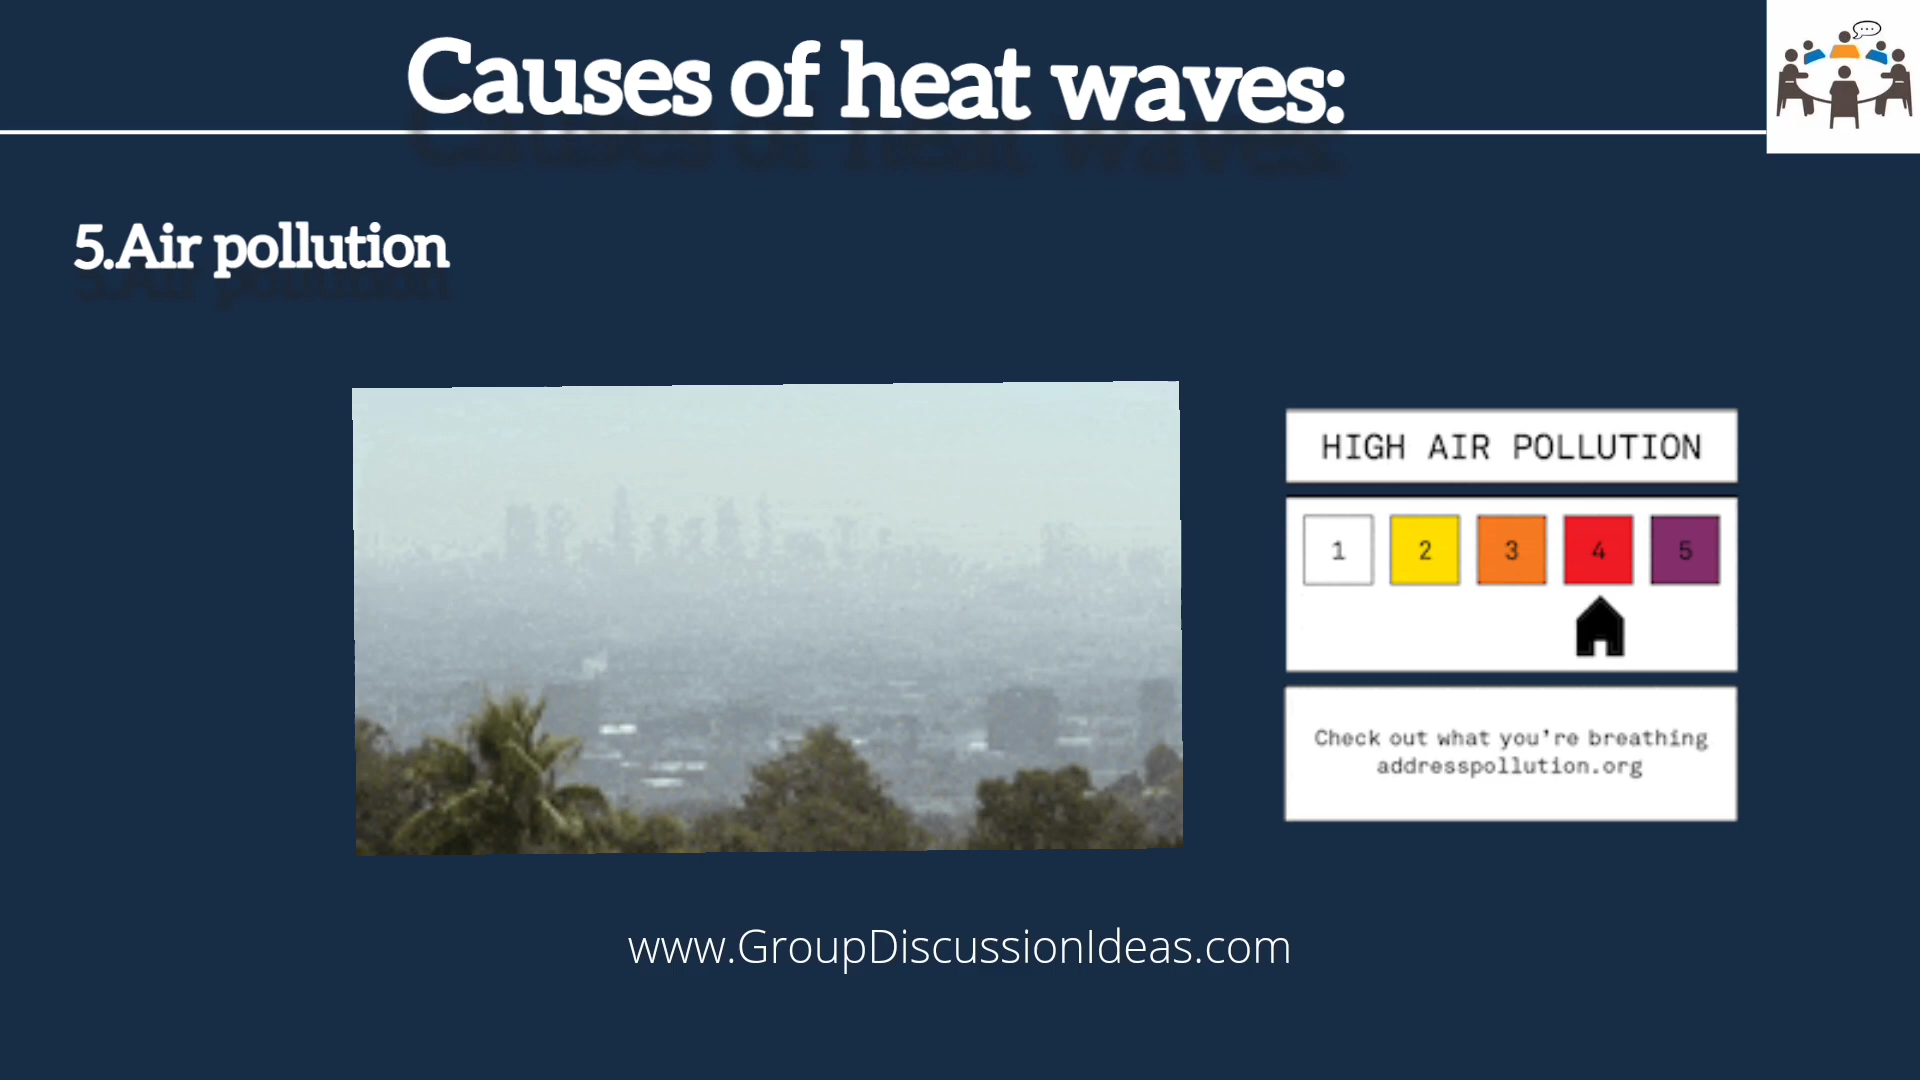 Causes of heat waves:
5.Air pollution
HIGH AIR POLLUTION
1 2 3 4 5
Check out what you're breathing
addresspollution.org
www.GroupDiscussionIdeas.com